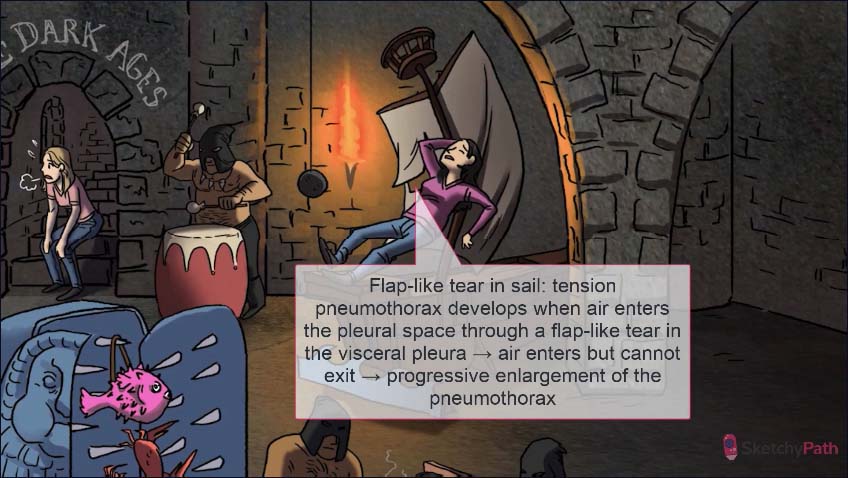 E DARK AGES
Flap-like tear in sail: tension
pneumothorax develops when air enters
the pleural space through a flap-like tear in
the visceral pleura → air enters but cannot
exit → progressive enlargement of the
pneumothorax
SketchyPath